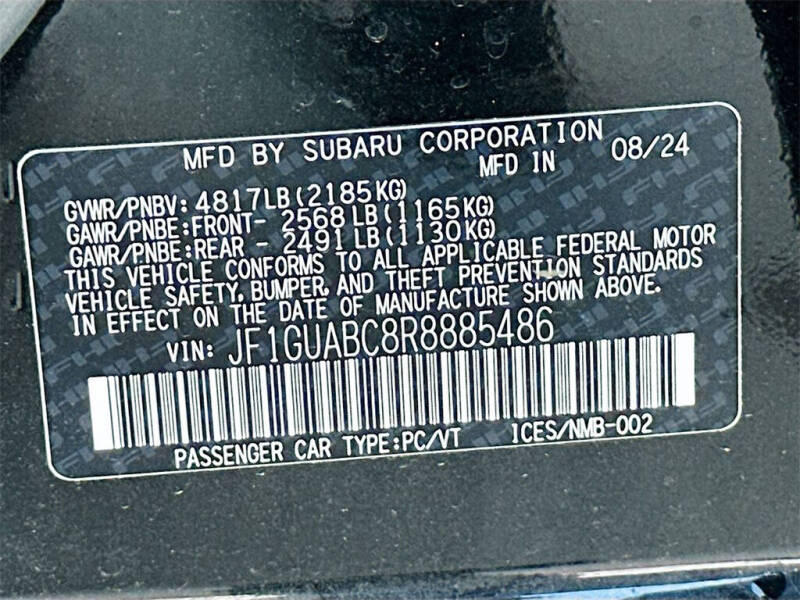 MFD BY SUBARU CORPORATION
MFD IN 08/24
GVWR/PNBV: 4817LB(2185KG)
GAWR/PNBE:FRONT- 2568LB(1165KG)
GAWR/PNBE:REAR - 2491LB(1130KG)
THIS VEHICLE CONFORMS TO ALL APPLICABLE FEDERAL MOTOR
VEHICLE SAFETY, BUMPER, AND THEFT PREVENTION STANDARDS
IN EFFECT ON THE DATE OF MANUFACTURE SHOWN ABOVE.
VIN: JF1GUABC8R8885486
PASSENGER CAR TYPE:PC/VT ICES/NMB-002